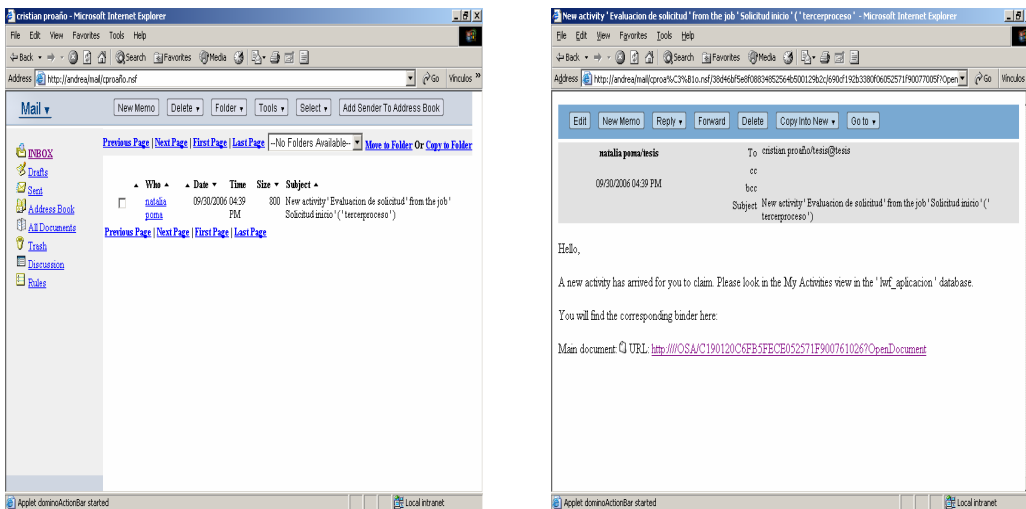 cristian proaño - Microsoft Internet Explorer
File Edit View Favorites Tools Help
Back Search Favorites Media
Address http://andrea/mail/cproaño.nsf Go Vínculos »
Mail
New Memo Delete Folder Tools Select Add Sender To Address Book
INBOX
Drafts
Sent
Address Book
All Documents
Trash
Discussion
Rules
Previous Page | Next Page | First Page | Last Page --No Folders Available-- Move to Folder Or Copy to Folder
Who Date Time Size Subject
natalia 09/30/2006 04:39 800 New activity ' Evaluacion de solicitud ' from the job '
poma PM Solicitud inicio ' ( ' tercerproceso ' )
Previous Page | Next Page | First Page | Last Page
Applet dominoActionBar started Local intranet
New activity ' Evaluacion de solicitud ' from the job ' Solicitud inicio ' ( ' tercerproceso ' - Microsoft Internet Explorer
File Edit View Favorites Tools Help
Back Search Favorites Media
Address Go Vínculos
Edit New Memo Reply Forward Delete Copy Into New Go to
natalia poma/tesis To cristian proaño/tesis@tesis
cc
09/30/2006 04:39 PM
bcc
Subject New activity ' Evaluacion de solicitud ' from the job ' Solicitud inicio ' ( '
tercerproceso ' )
Hello,
A new activity has arrived for you to claim. Please look in the My Activities view in the ' lwf_aplicacion ' database.
You will find the corresponding binder here:
Main document: URL: http:////OSA/C190120C6FB5FECE052571F900761026?OpenDocument
Applet dominoActionBar started Local intranet